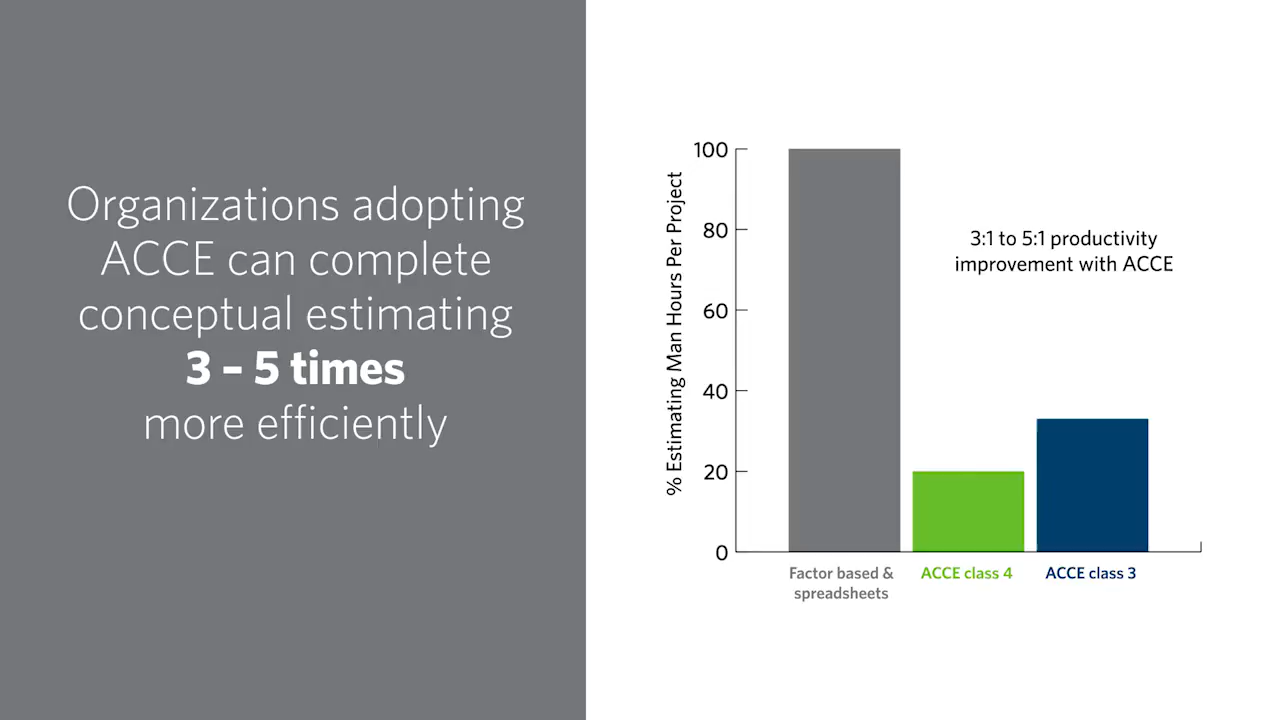 Organizations adopting
ACCE can complete
conceptual estimating
3 – 5 times
more efficiently
% Estimating Man Hours Per Project
100
80
60
40
20
0
3:1 to 5:1 productivity
improvement with ACCE
Factor based &
spreadsheets
ACCE class 4
ACCE class 3